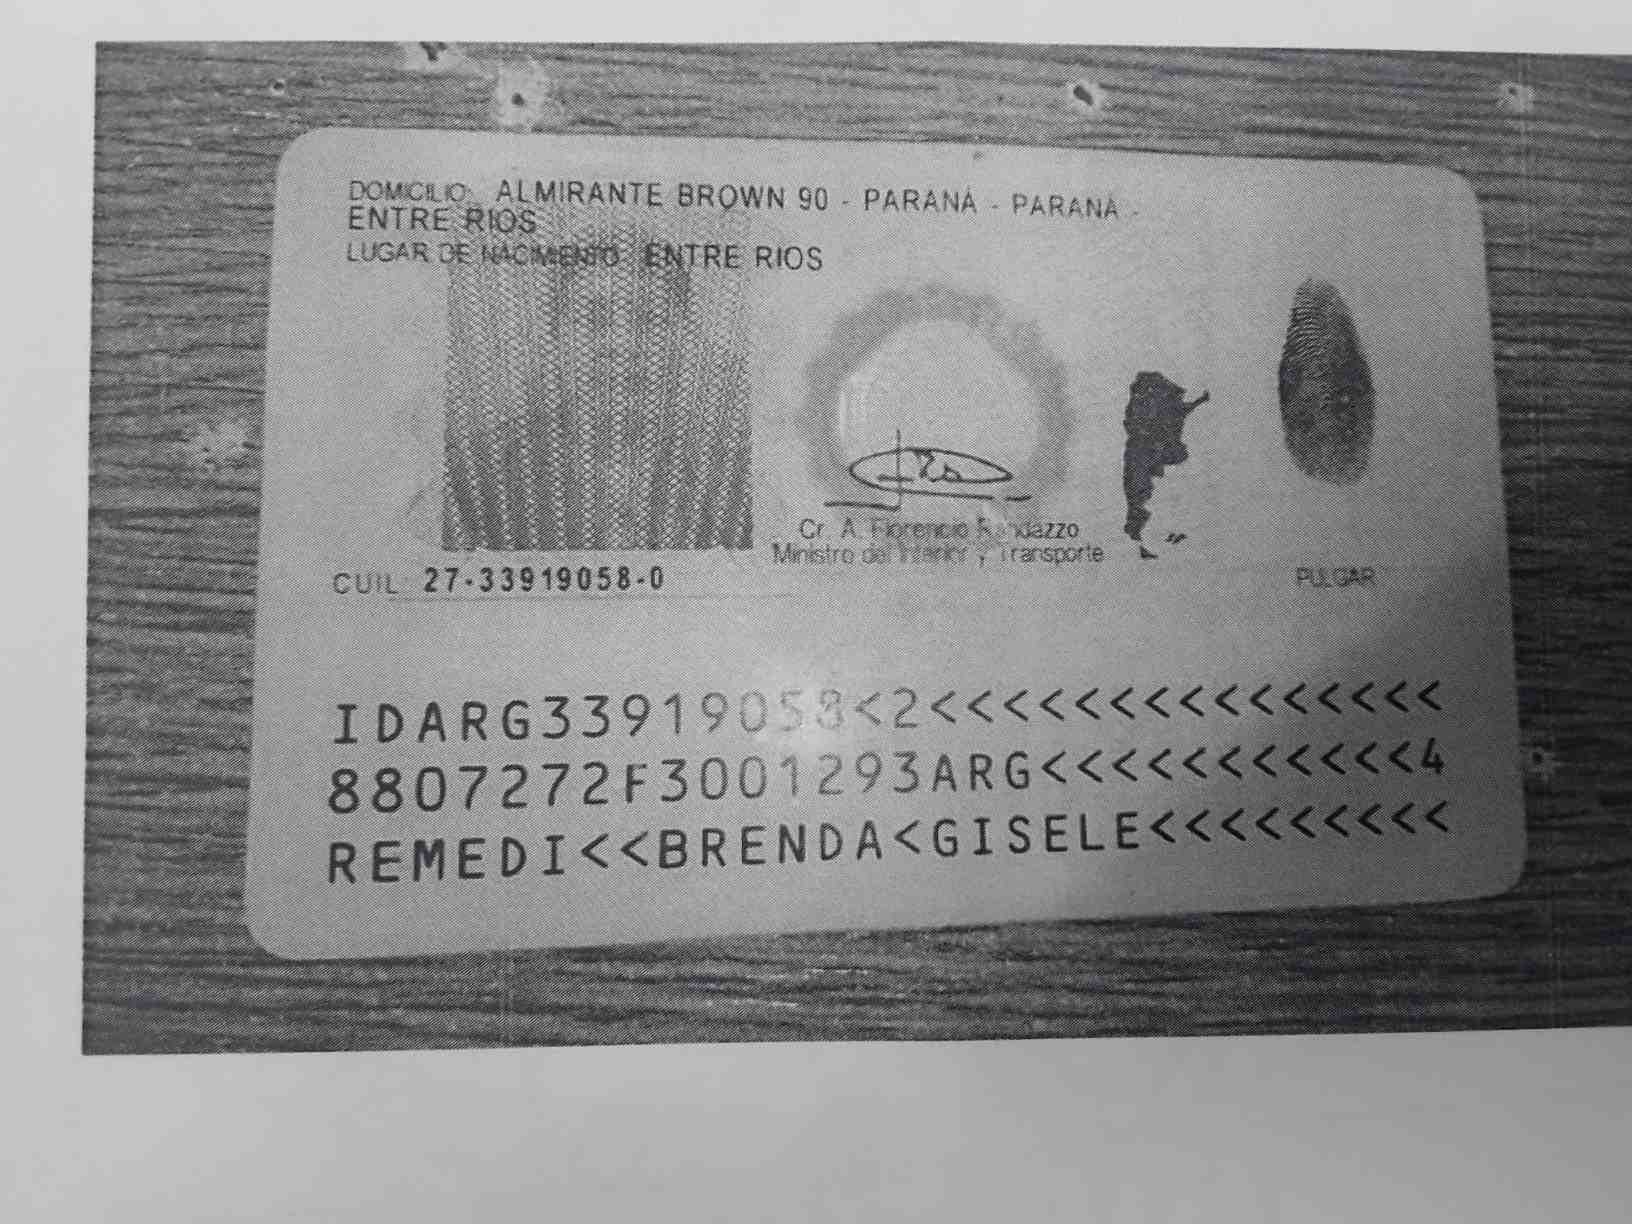 DOMICILIO: ALMIRANTE BROWN 90 - PARANÁ - PARANÁ -
ENTRE RIOS
LUGAR DE NACIMIENTO: ENTRE RIOS
Cr. A. Florencio Randazzo
Ministro del Interior y Transporte
CUIL: 27-33919058-0
PULGAR
IDARG33919058<2<<<<<<<<<<<<<<<
8807272F3001293ARG<<<<<<<<<<<4
REMEDI<<BRENDA<GISELE<<<<<<<<<